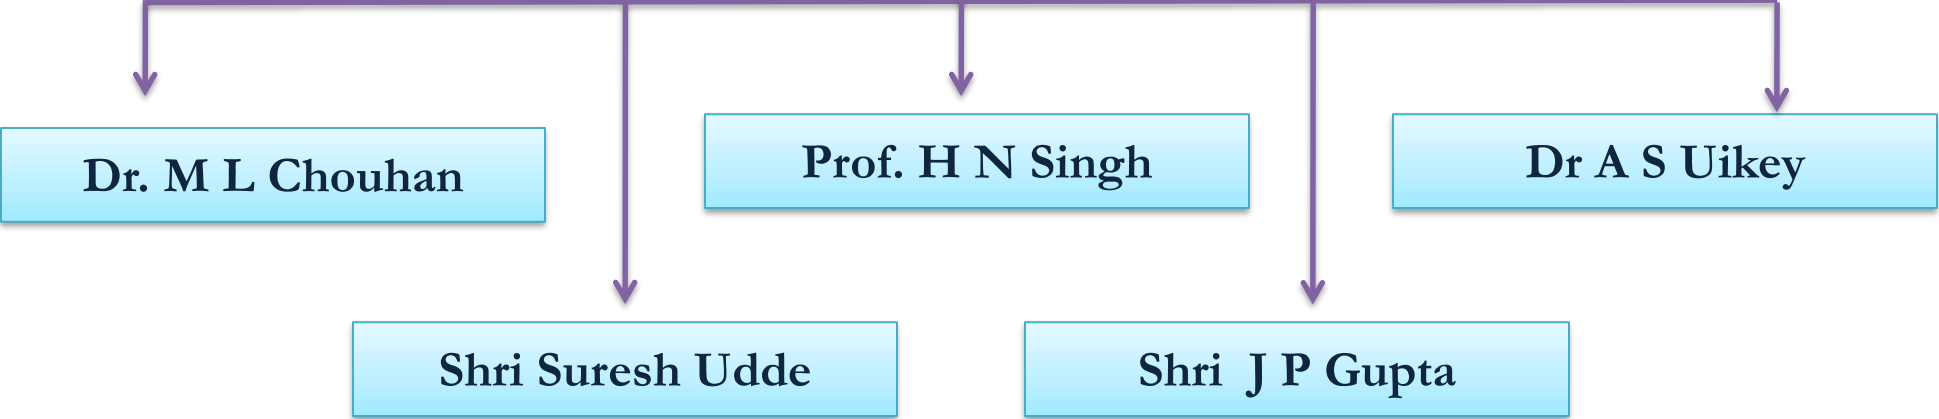 Dr. M L Chouhan
Prof. H N Singh
Dr A S Uikey
Shri Suresh Udde
Shri  J P Gupta